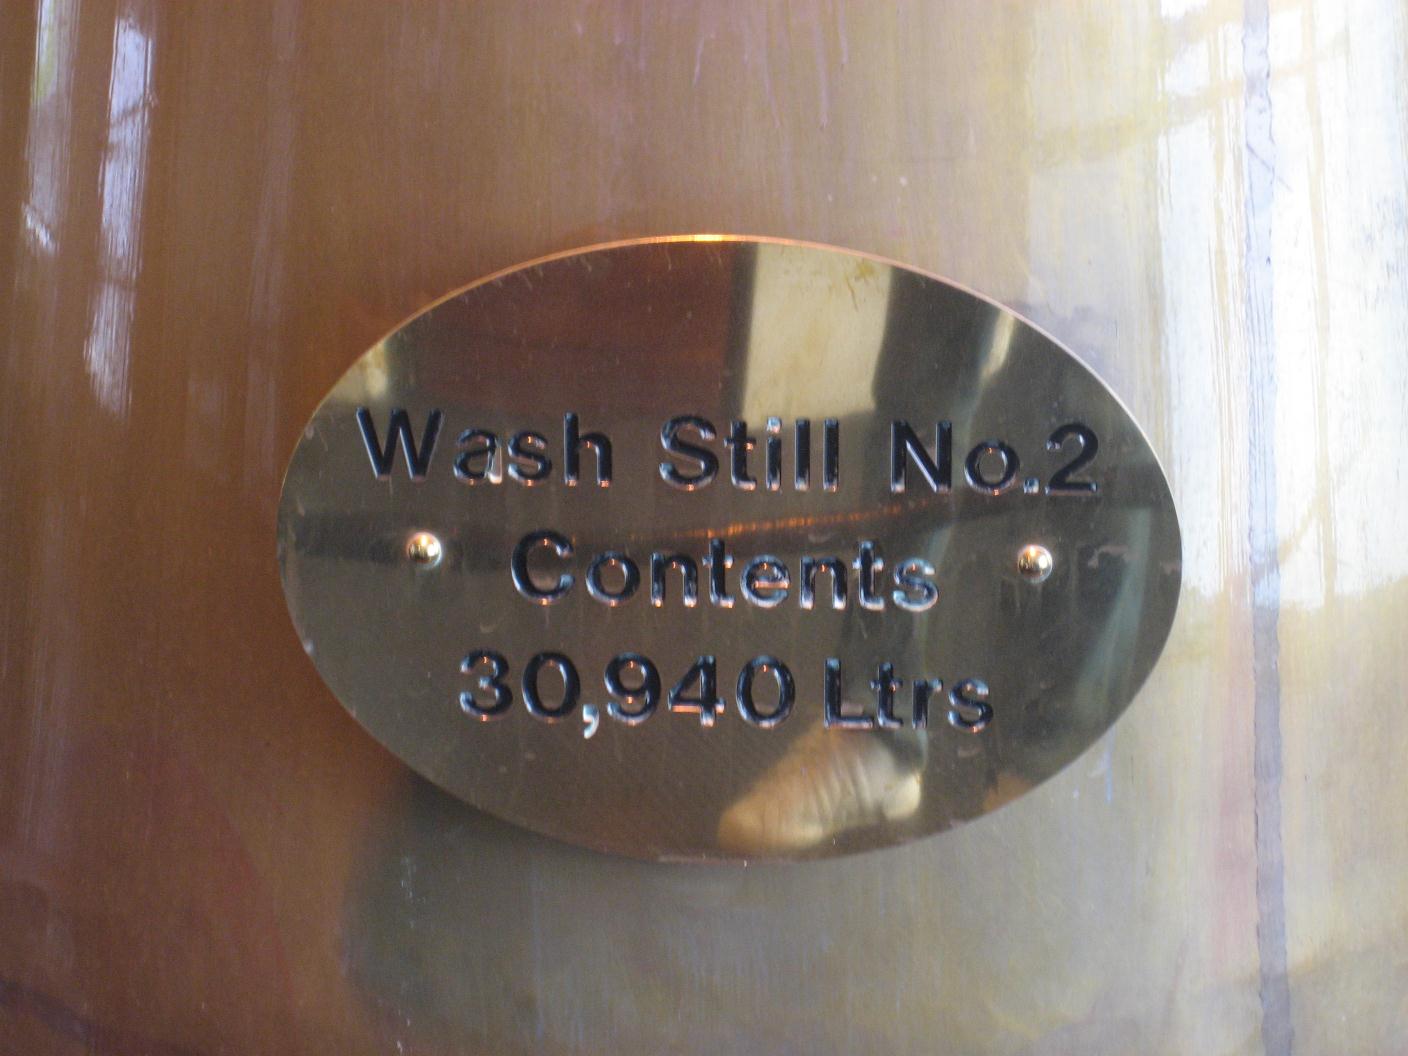 Wash Still No.2
Contents
30,940 Ltrs